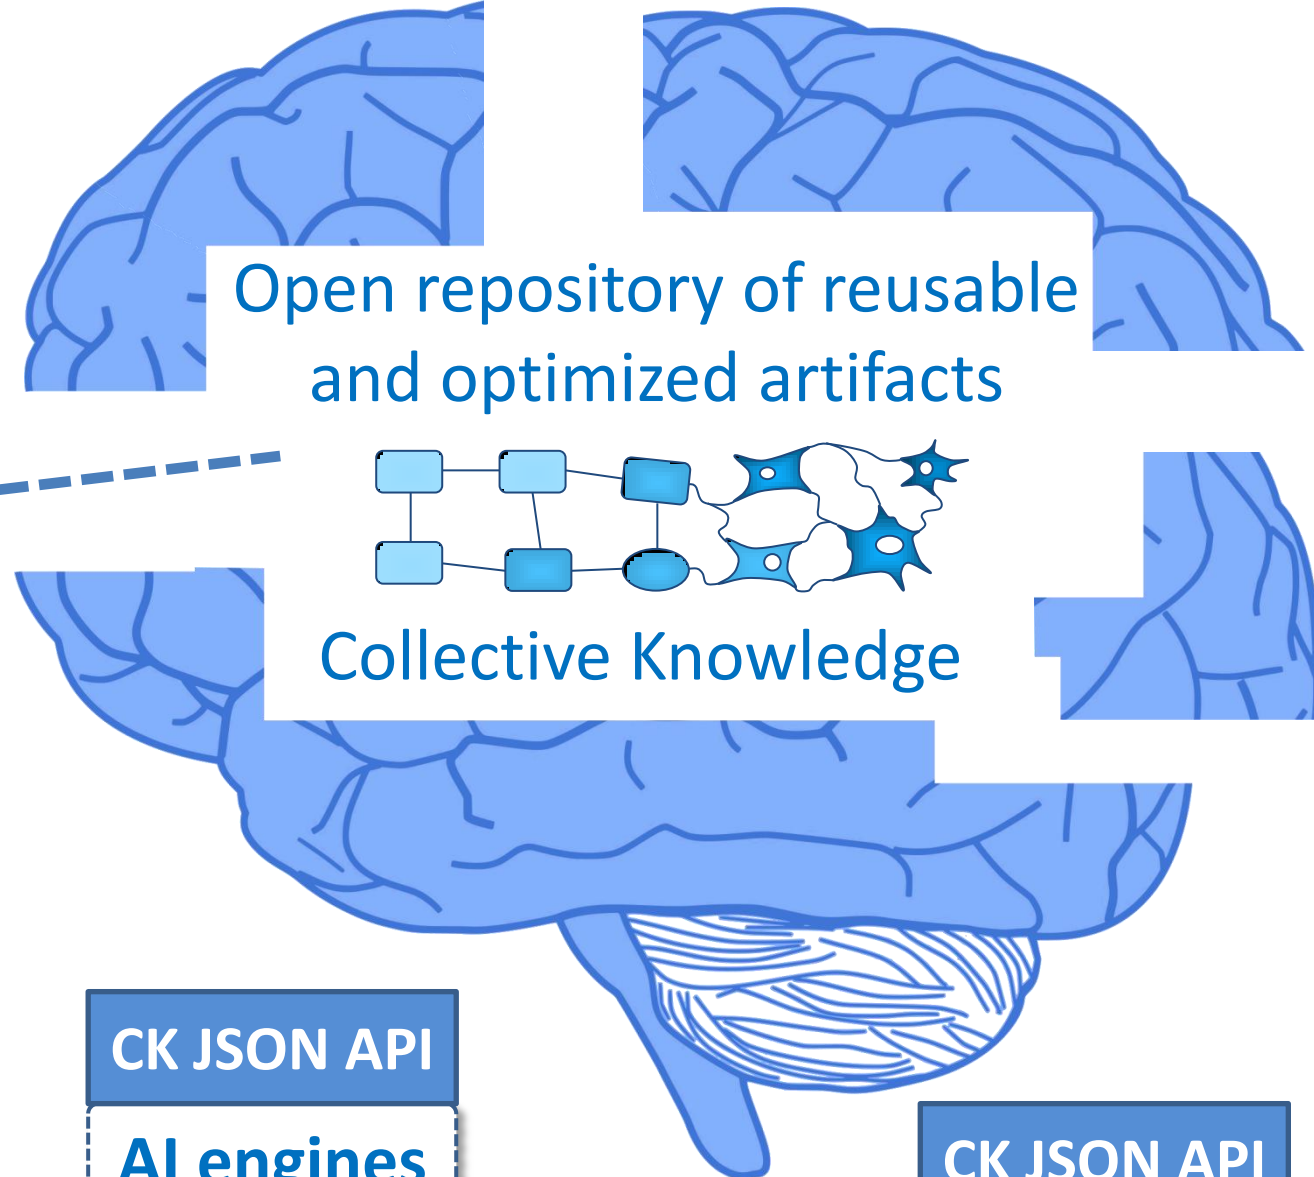 Open repository of reusable
and optimized artifacts
Collective Knowledge
CK JSON API
AI engines
CK JSON API